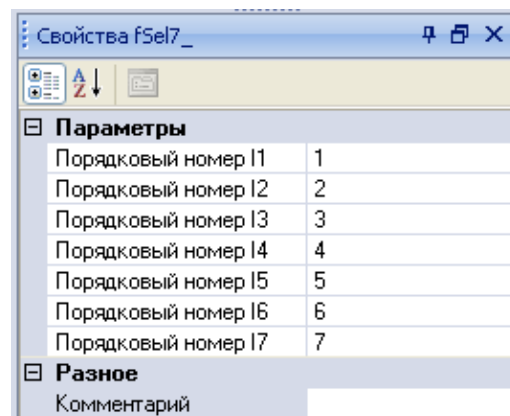 Свойства fSel7_
A
Z
Параметры
Порядковый номер I1 1
Порядковый номер I2 2
Порядковый номер I3 3
Порядковый номер I4 4
Порядковый номер I5 5
Порядковый номер I6 6
Порядковый номер I7 7
Разное
Комментарий